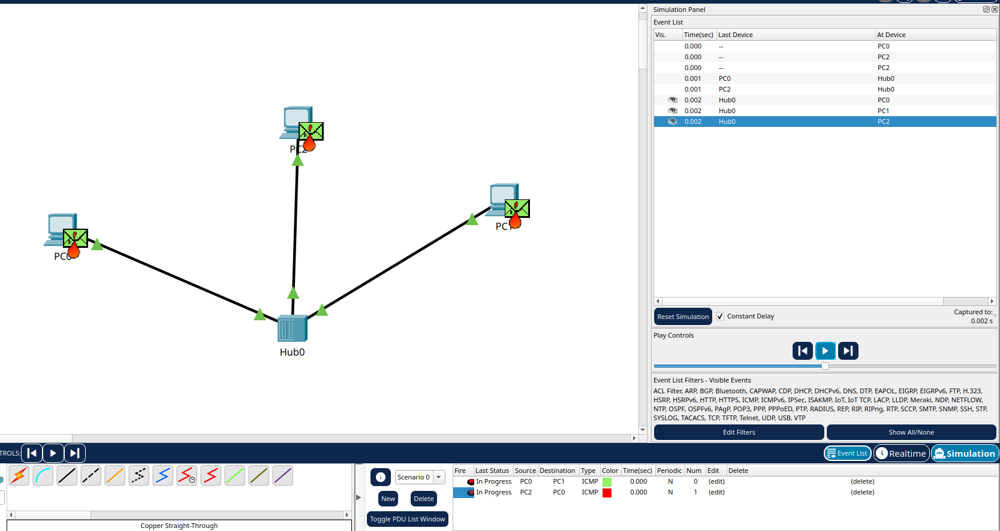 Simulation Panel
Event List
Vis. Time(sec) Last Device At Device
0.000 -- PC0
0.000 -- PC2
0.000 -- PC2
0.001 PC0 Hub0
0.001 PC2 Hub0
0.002 Hub0 PC0
0.002 Hub0 PC1
0.002 Hub0 PC2
PC2
PC1
PC0
Hub0
Reset Simulation Constant Delay Captured to:
0.002 s
Play Controls
Event List Filters - Visible Events
ACL Filter, ARP, BGP, Bluetooth, CAPWAP, CDP, DHCP, DHCPv6, DNS, DTP, EAPOL, EIGRP, EIGRPv6, FTP, H.323,
HSRP, HSRPv6, HTTP, HTTPS, ICMP, ICMPv6, IPSec, ISAKMP, IoT, IoT TCP, LACP, LLDP, Meraki, NDP, NETFLOW,
NTP, OSPF, OSPFv6, PAgP, POP3, PPP, PPPoED, PTP, RADIUS, REP, RIP, RIPng, RTP, SCCP, SMTP, SNMP, SSH, STP,
SYSLOG, TACACS, TCP, TFTP, Telnet, UDP, USB, VTP
Edit Filters Show All/None
TROLS: Event List Realtime Simulation
Scenario 0
New Delete
Toggle PDU List Window
Fire Last Status Source Destination Type Color Time(sec) Periodic Num Edit Delete
In Progress PC0 PC1 ICMP 0.000 N 0 (edit) (delete)
In Progress PC2 PC0 ICMP 0.000 N 1 (edit) (delete)
Copper Straight-Through